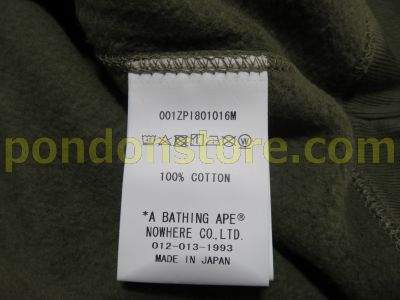 001ZPI801016M
W
100% COTTON
pondonstore.com
*A BATHING APE®
NOWHERE CO.,LTD.
012-013-1993
MADE IN JAPAN